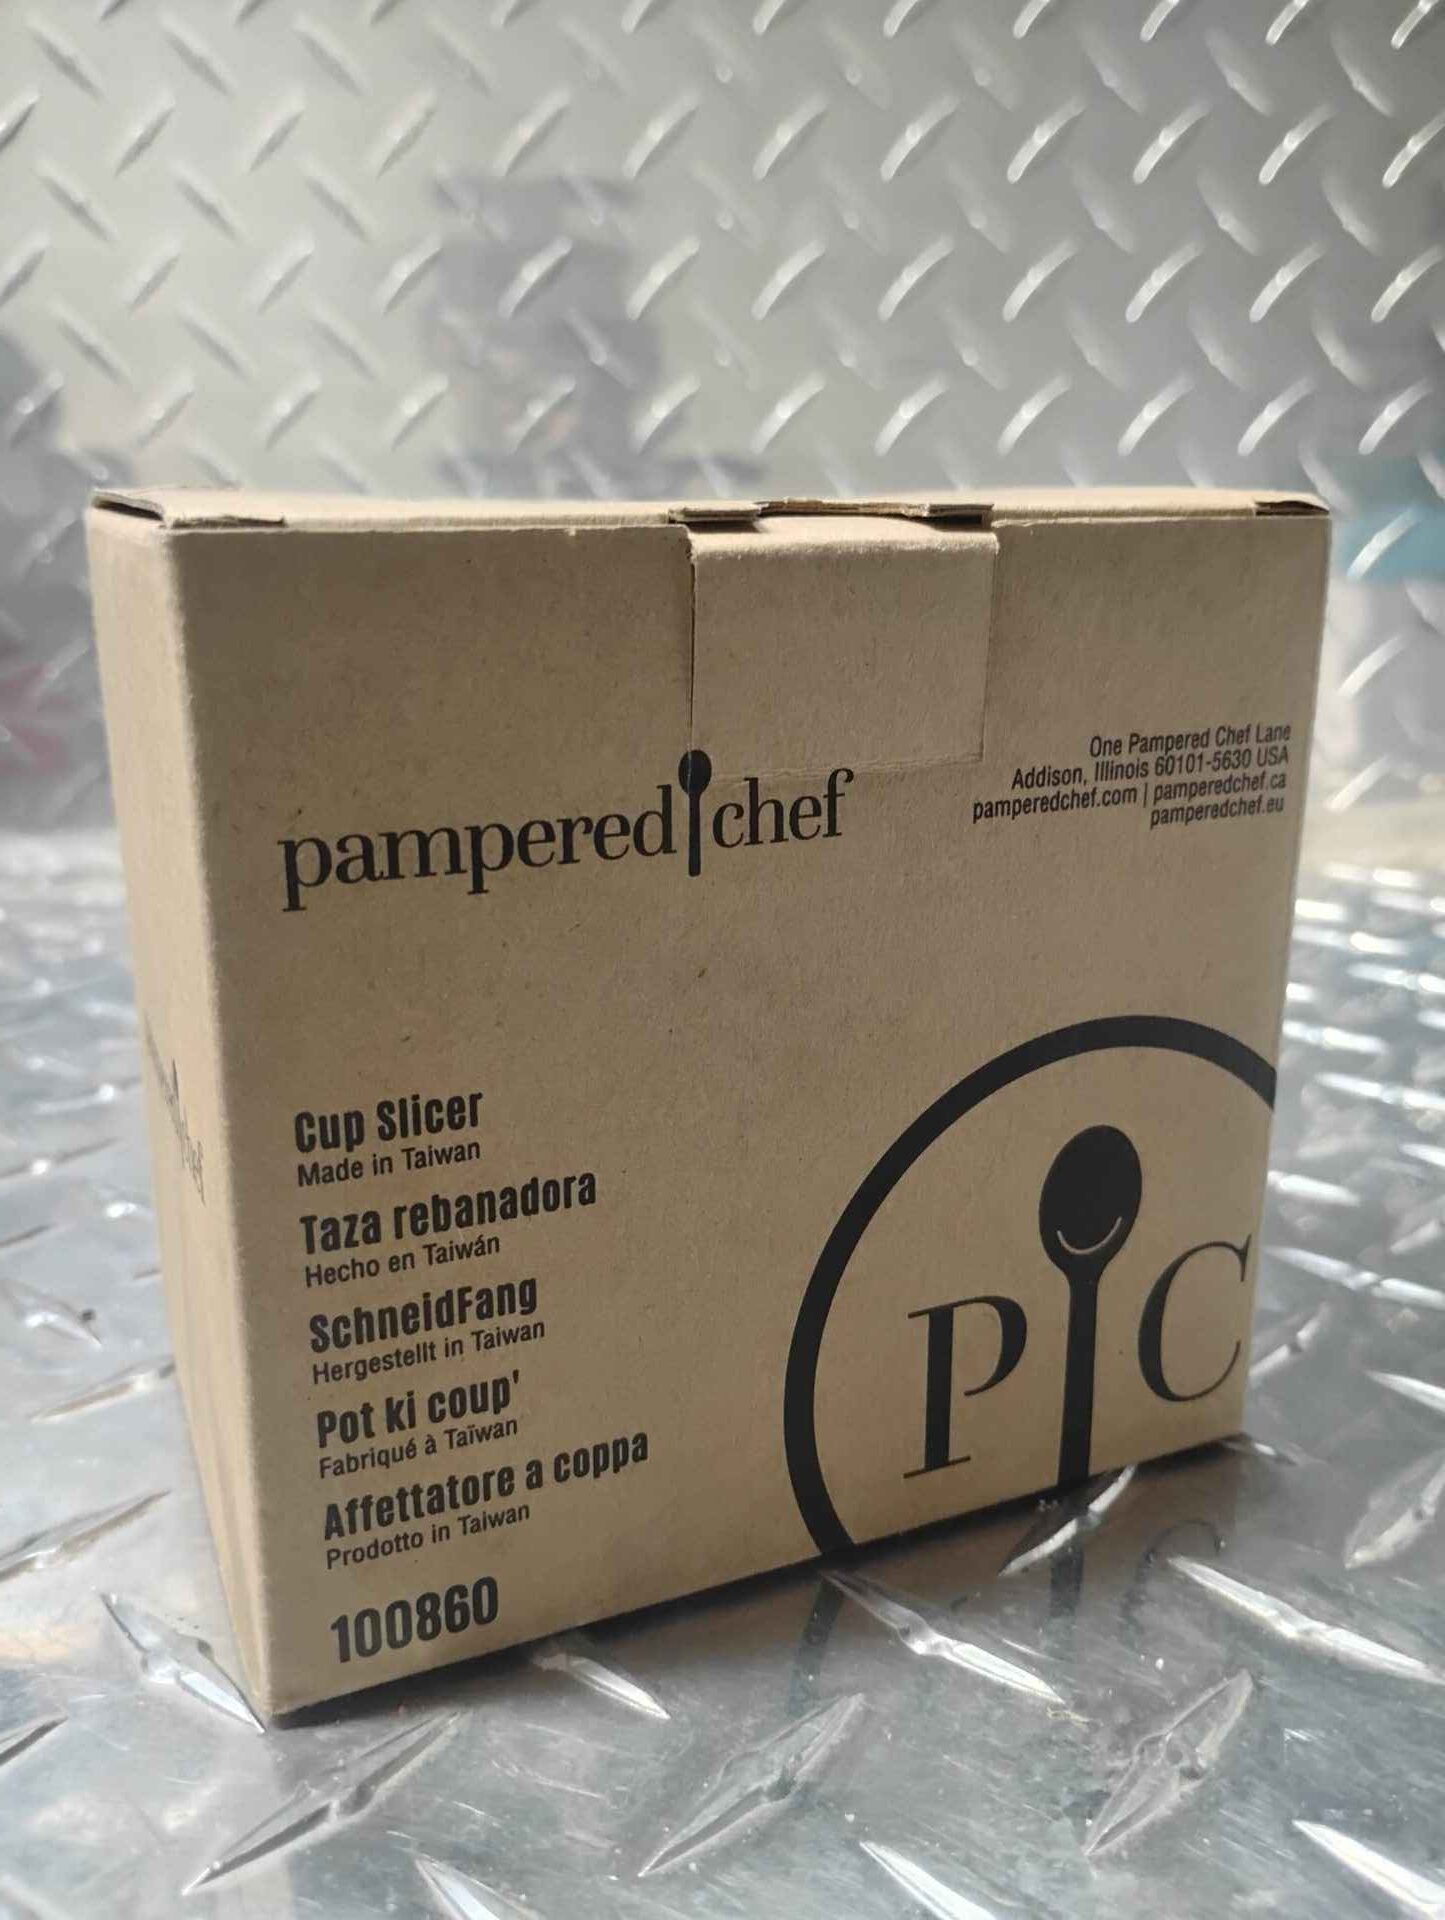 pampered chef
One Pampered Chef Lane
Addison, Illinois 60101-5630 USA
pamperedchef.com | pamperedchef.ca
pamperedchef.eu
Cup Slicer
Made in Taiwan
Taza rebanadora
Hecho en Taiwán
SchneidFang
Hergestellt in Taiwan
Pot ki coup'
Fabriqué à Taïwan
Affettatore a coppa
Prodotto in Taiwan
100860
PC